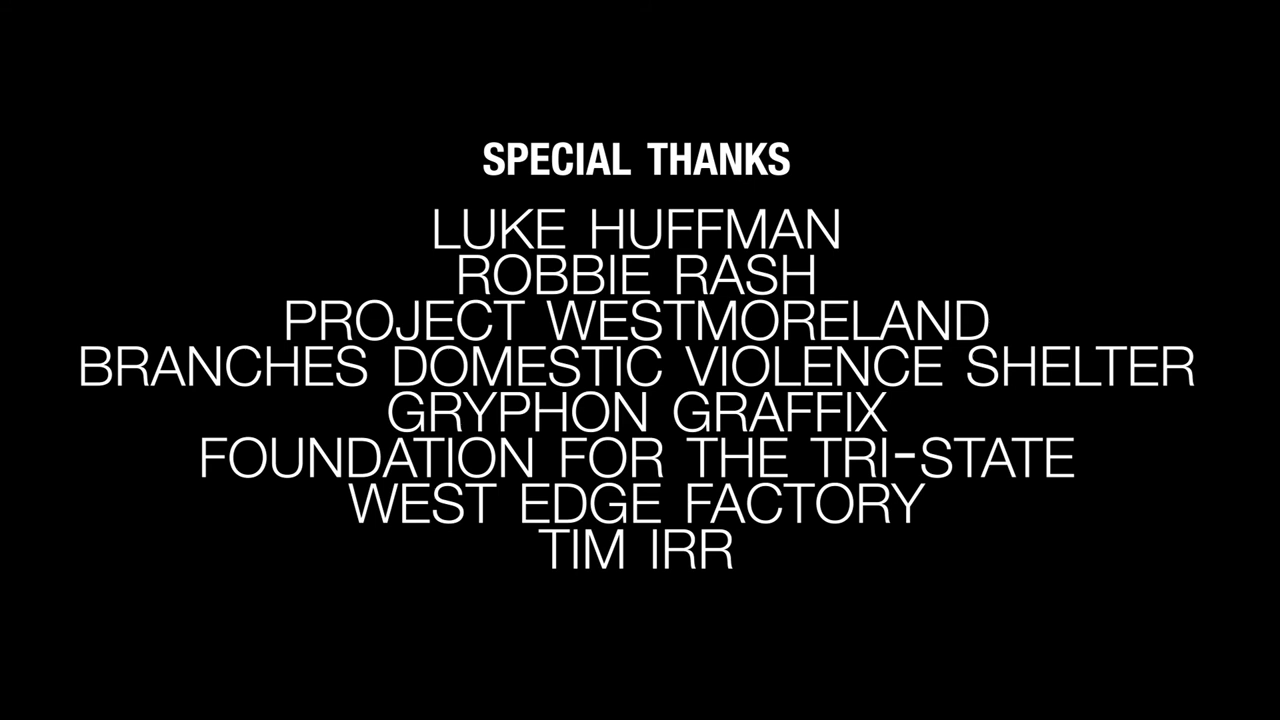 SPECIAL THANKS
LUKE HUFFMAN
ROBBIE RASH
PROJECT WESTMORELAND
BRANCHES DOMESTIC VIOLENCE SHELTER
GRYPHON GRAFFIX
FOUNDATION FOR THE TRI-STATE
WEST EDGE FACTORY
TIM IRR